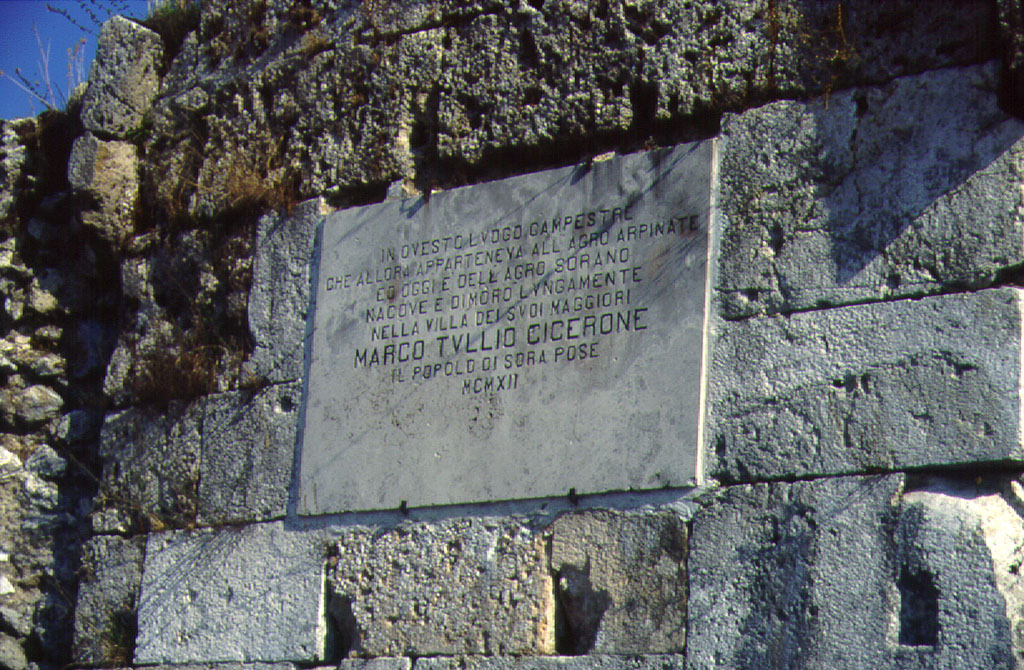 IN QVESTO LVOGO CAMPESTRE
CHE ALLORA APPARTENEVA ALL AGRO ARPINATE
ED OGGI E DELL AGRO SORANO
NACQVE E DIMORO LVNGAMENTE
NELLA VILLA DEI SVOI MAGGIORI
MARCO TVLLIO CICERONE
IL POPOLO DI SORA POSE
MCMXII